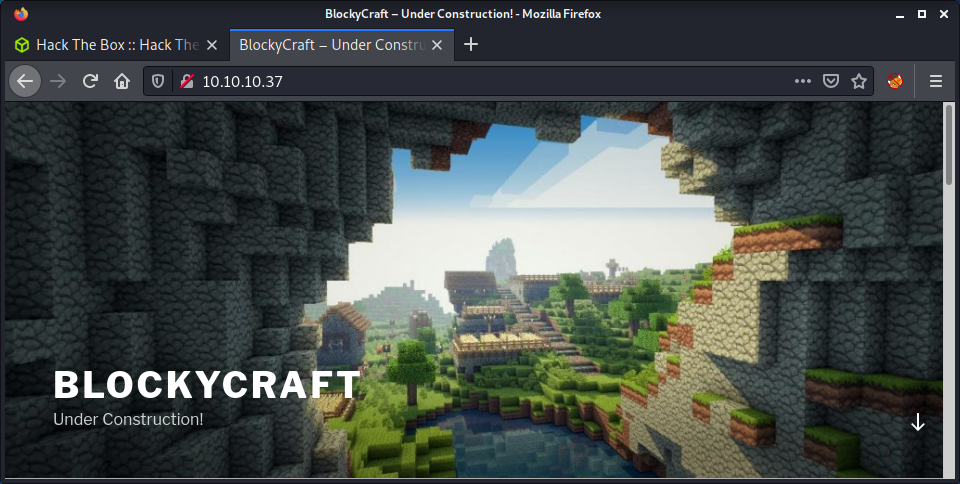 BlockyCraft – Under Construction! - Mozilla Firefox
Hack The Box :: Hack The
BlockyCraft – Under Constru
10.10.10.37
BLOCKYCRAFT
Under Construction!